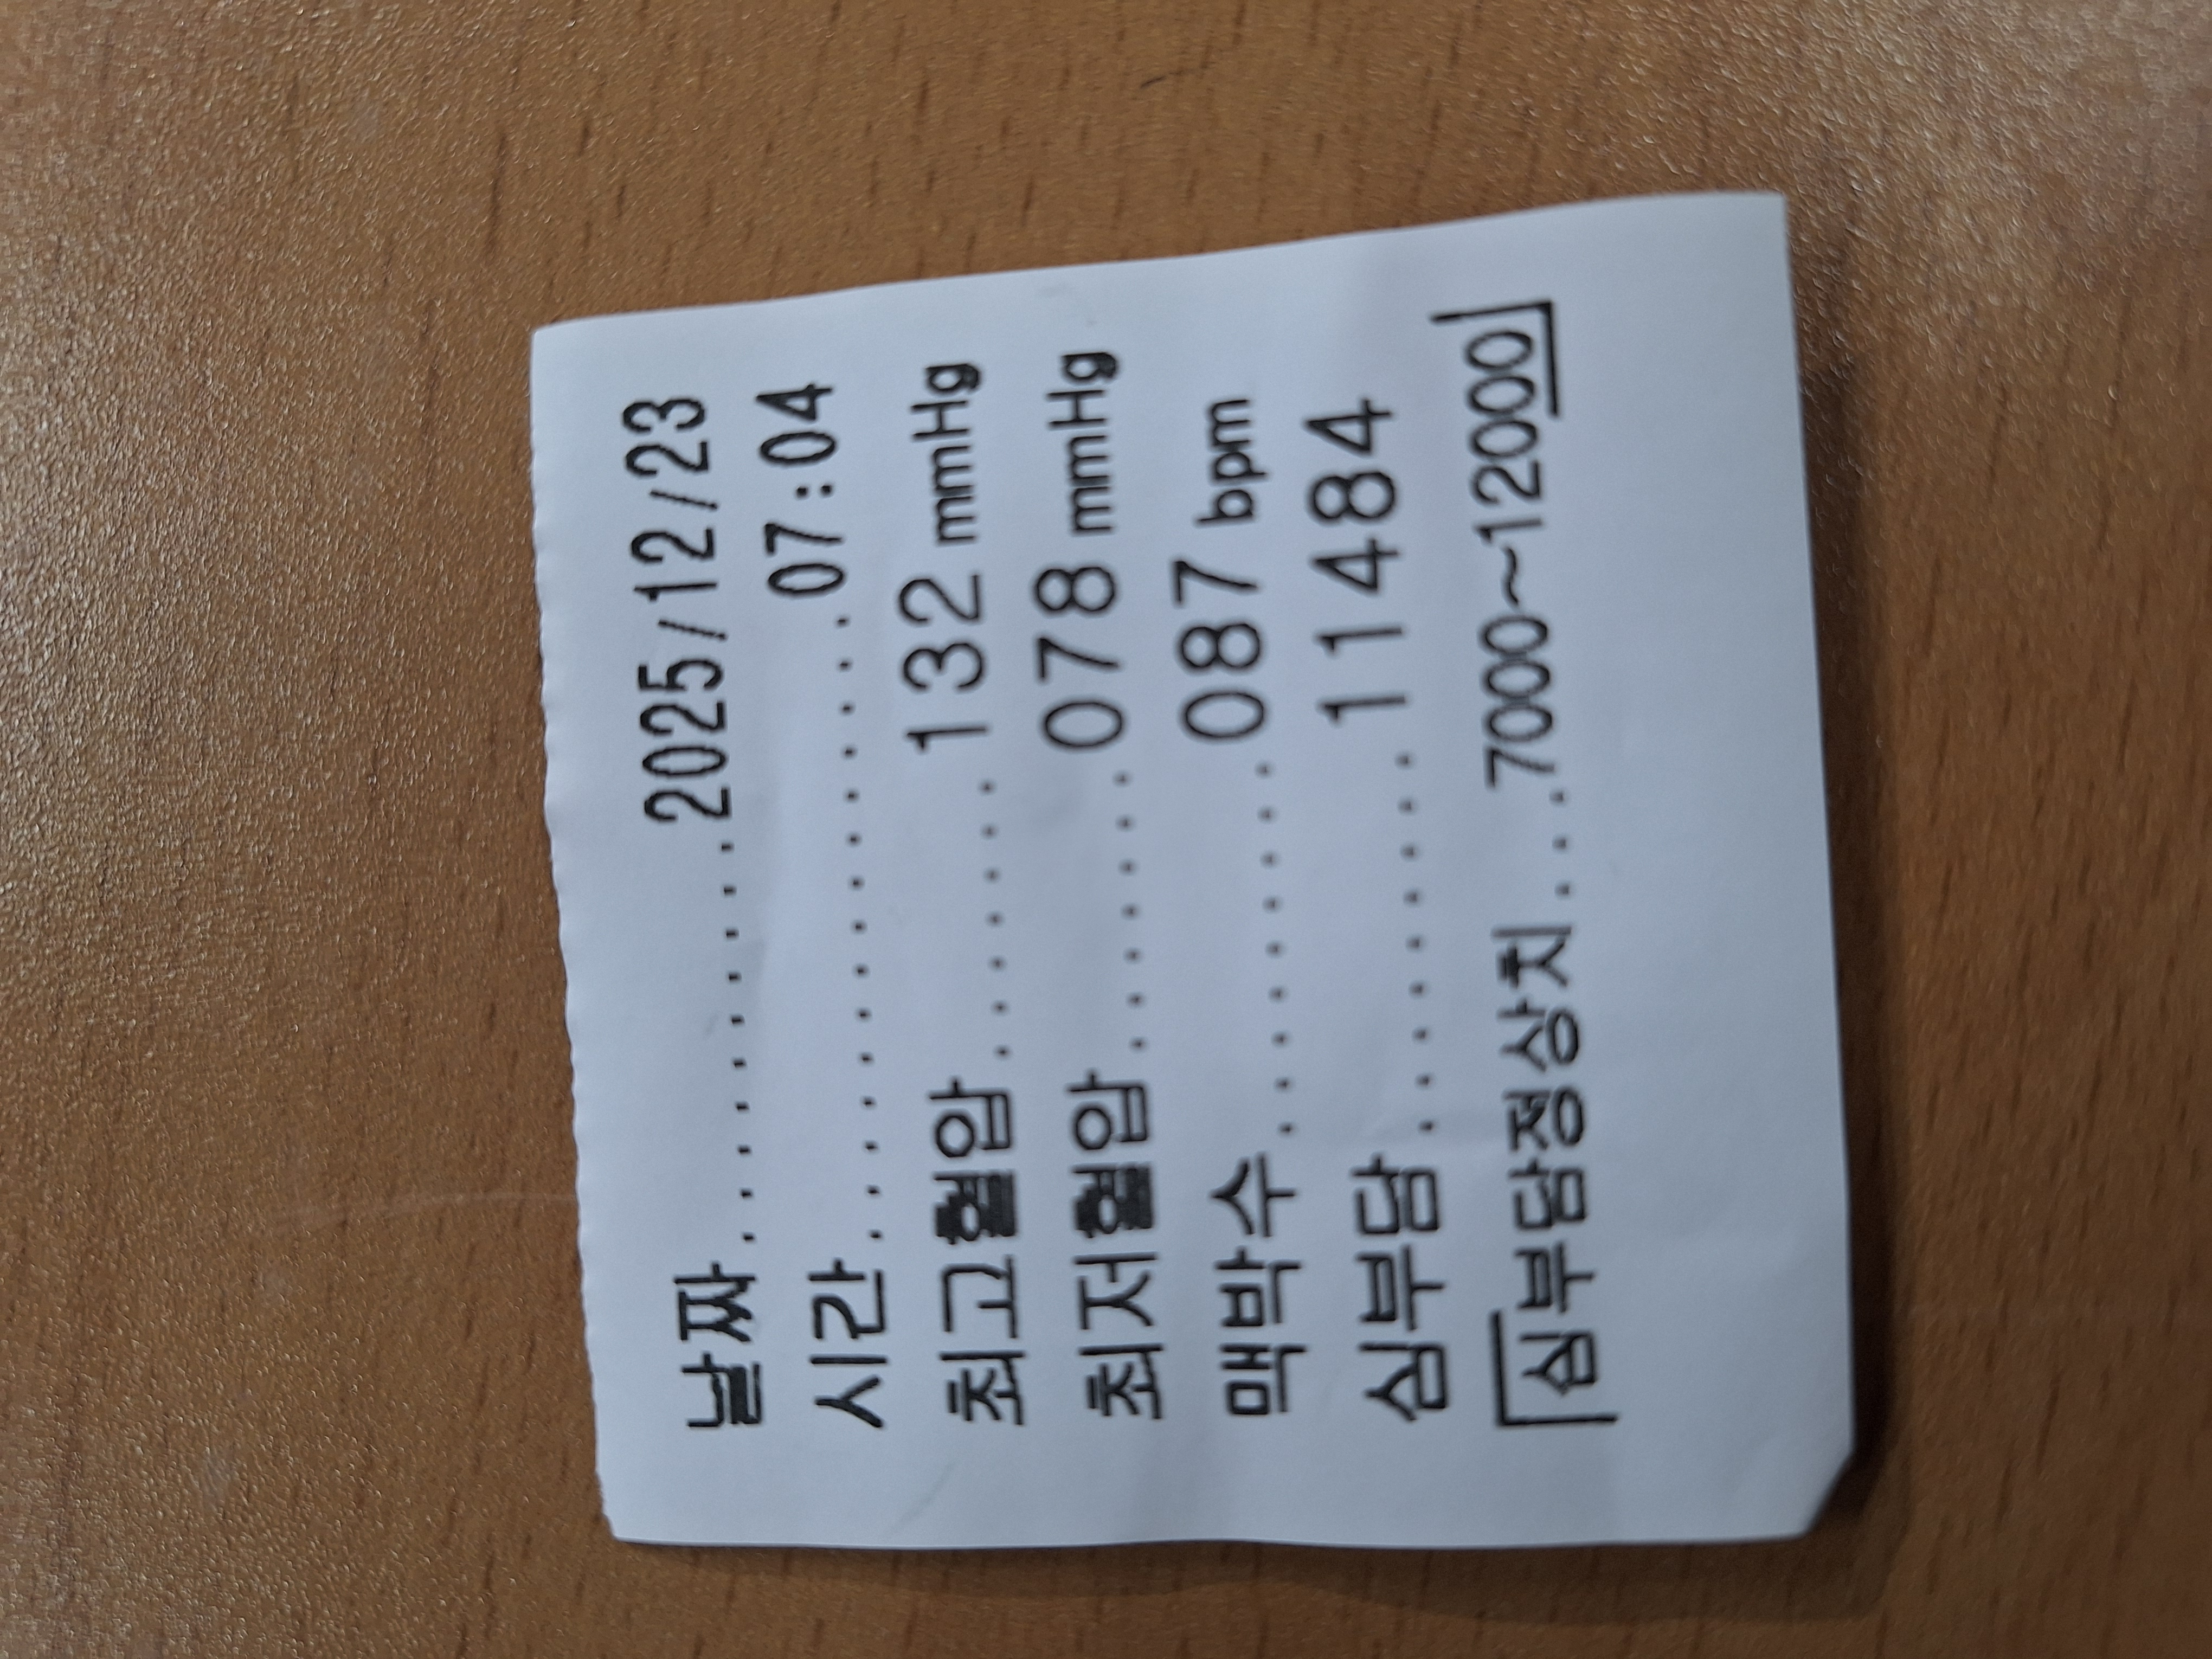 날짜..........2025/12/23
시간...............07:04
최고혈압.......132 mmHg
최저혈압.......078 mmHg
맥박수.........087 bpm
심부담.........11484
심부담정상치...7000~12000